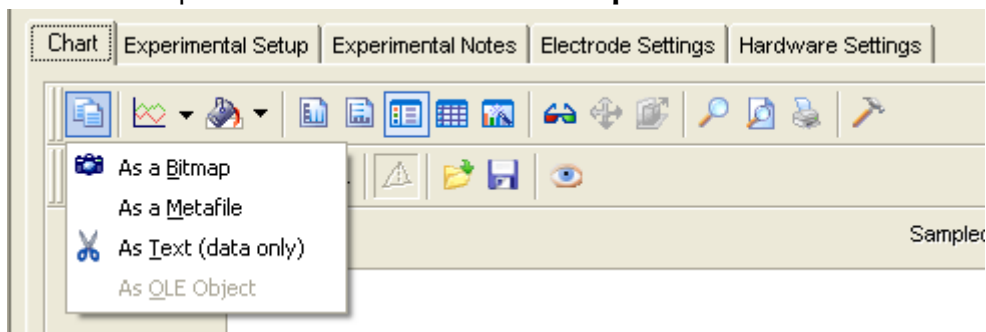 Chart Experimental Setup Experimental Notes Electrode Settings Hardware Settings
As a Bitmap
As a Metafile
As Text (data only)
Sampled
As OLE Object